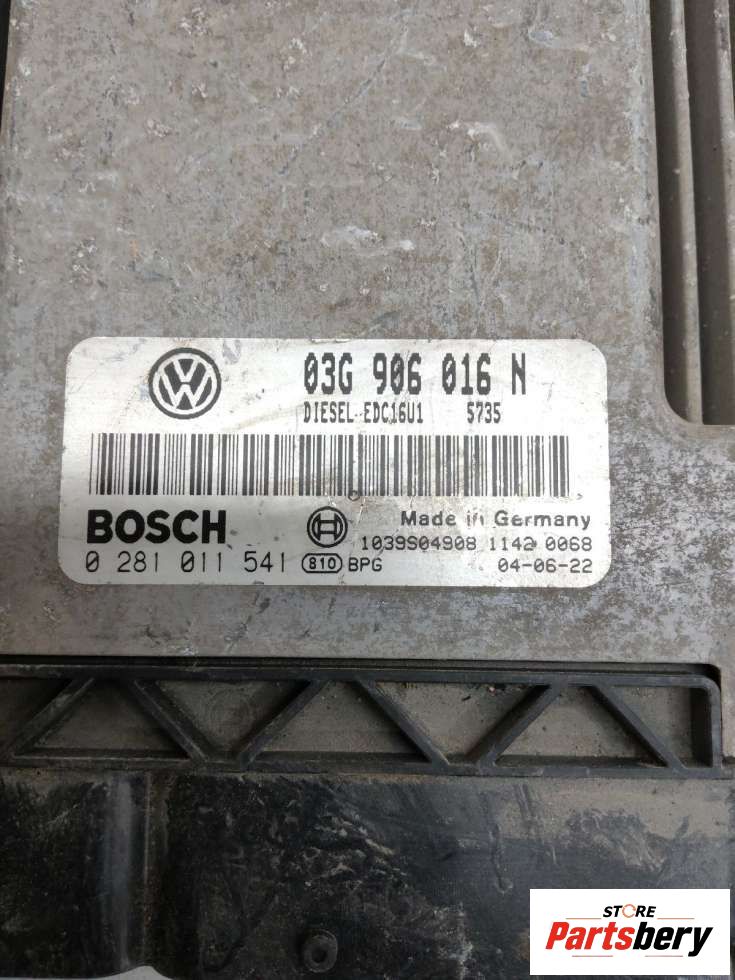 03G 906 016 N
DIESEL EDC16U1 5735
BOSCH Made in Germany
1039S04908 1142 0068
0 281 011 541 810 BPG 04-06-22
STORE
Partsbery